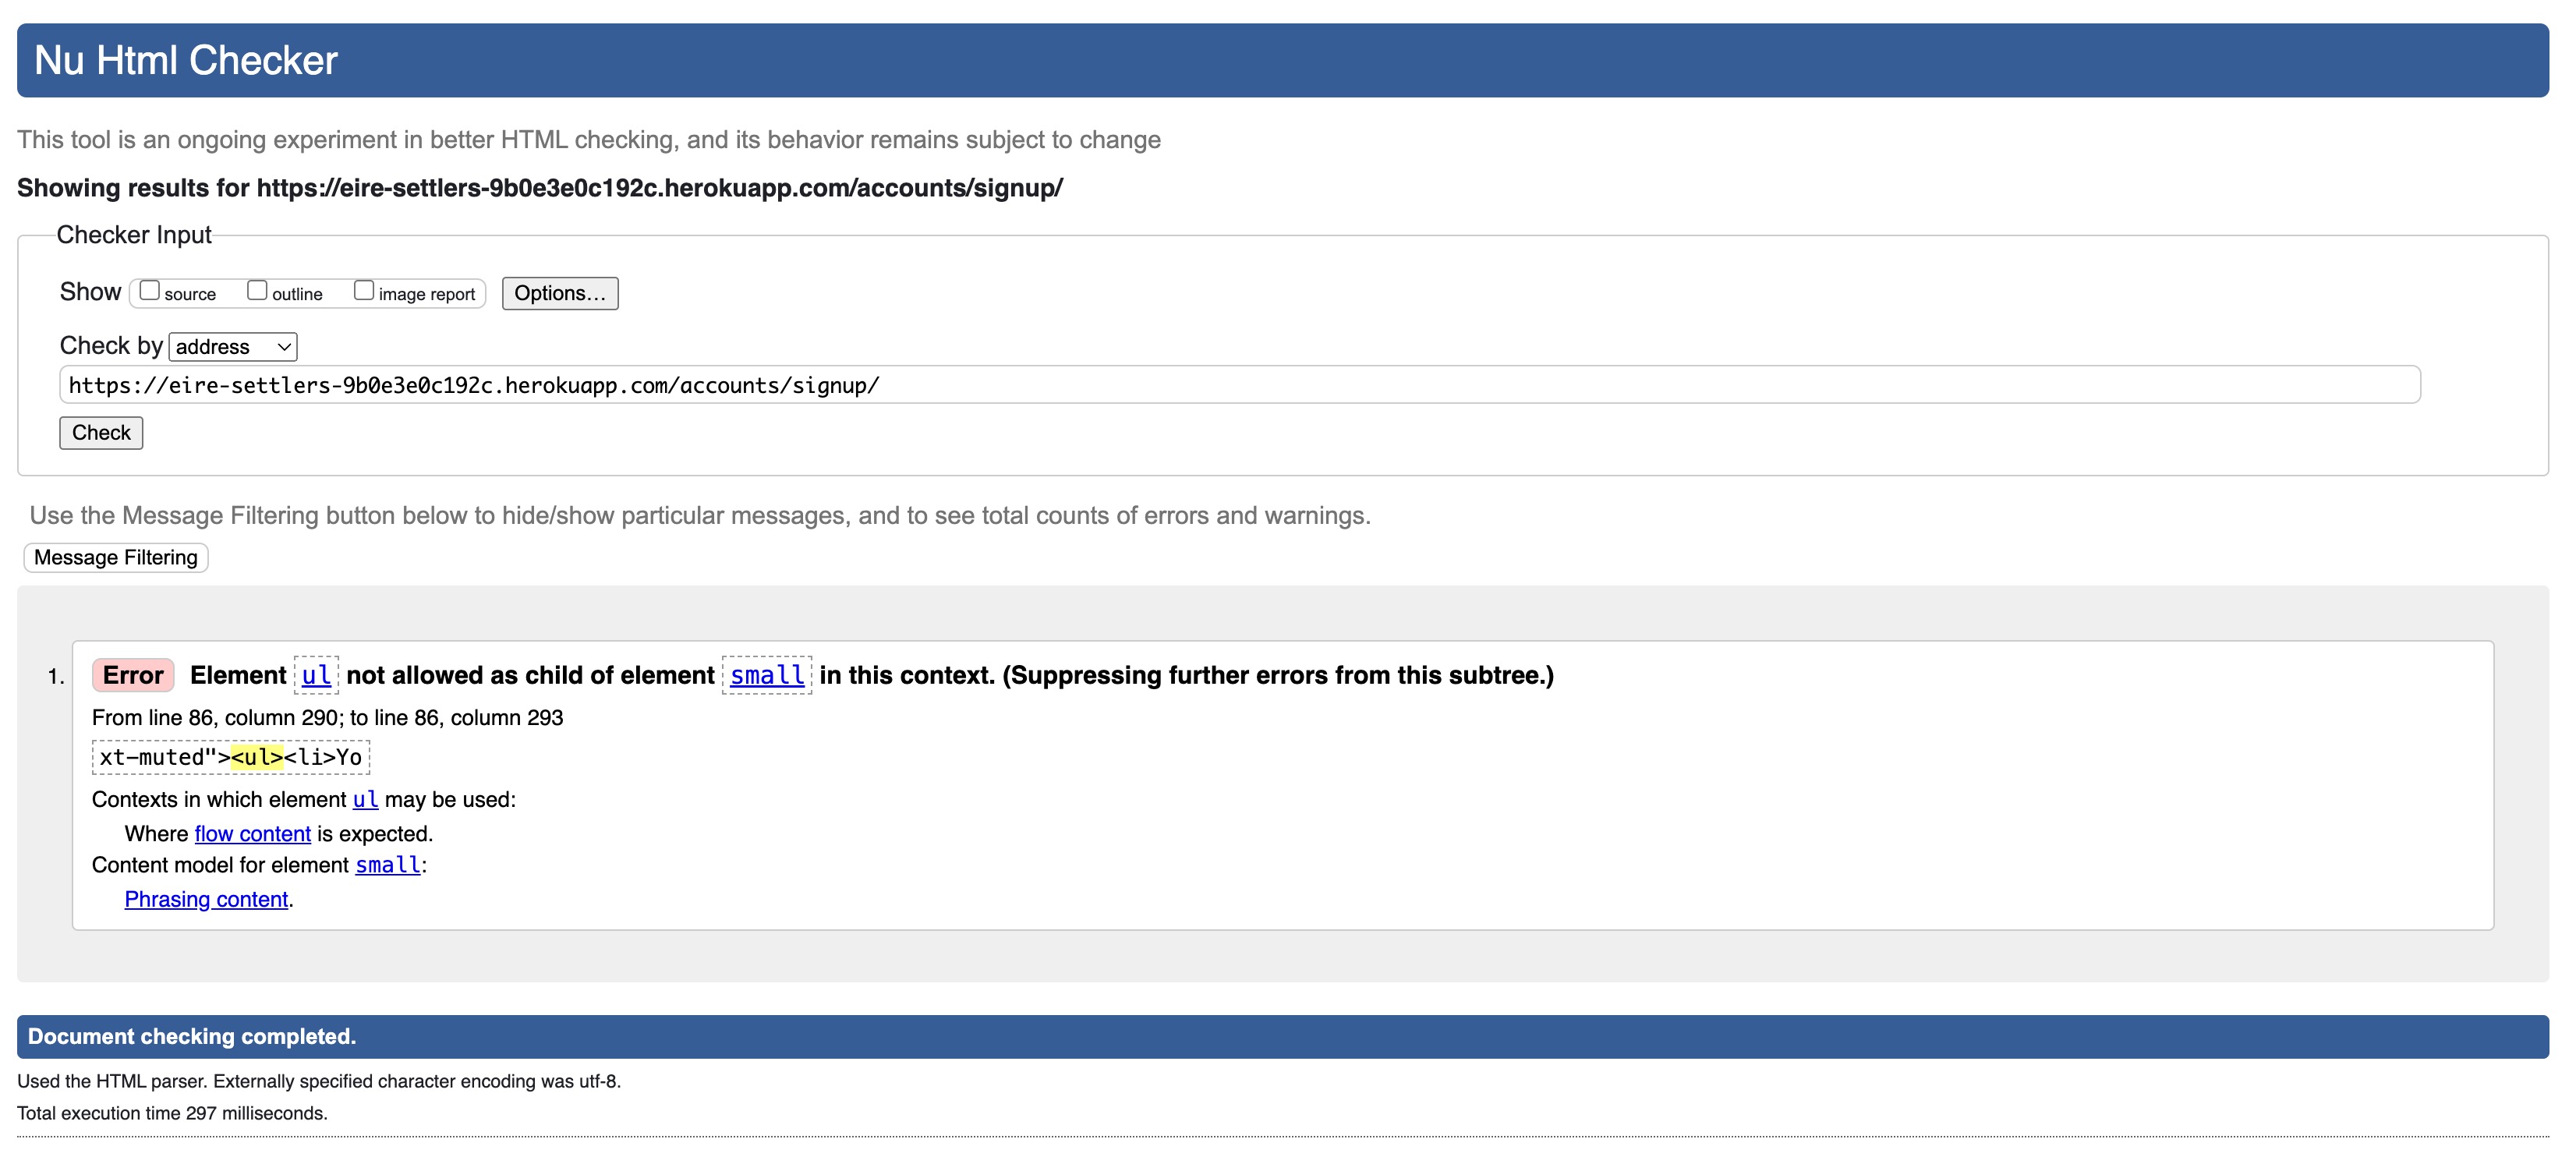 Nu Html Checker
This tool is an ongoing experiment in better HTML checking, and its behavior remains subject to change
Showing results for https://eire-settlers-9b0e3e0c192c.herokuapp.com/accounts/signup/
Checker Input
Show source outline image report Options...
Check by address
https://eire-settlers-9b0e3e0c192c.herokuapp.com/accounts/signup/
Check
Use the Message Filtering button below to hide/show particular messages, and to see total counts of errors and warnings.
Message Filtering
1. Error Element ul not allowed as child of element small in this context. (Suppressing further errors from this subtree.)
From line 86, column 290; to line 86, column 293
xt-muted"><ul><li>Yo
Contexts in which element ul may be used:
Where flow content is expected.
Content model for element small:
Phrasing content.
Document checking completed.
Used the HTML parser. Externally specified character encoding was utf-8.
Total execution time 297 milliseconds.